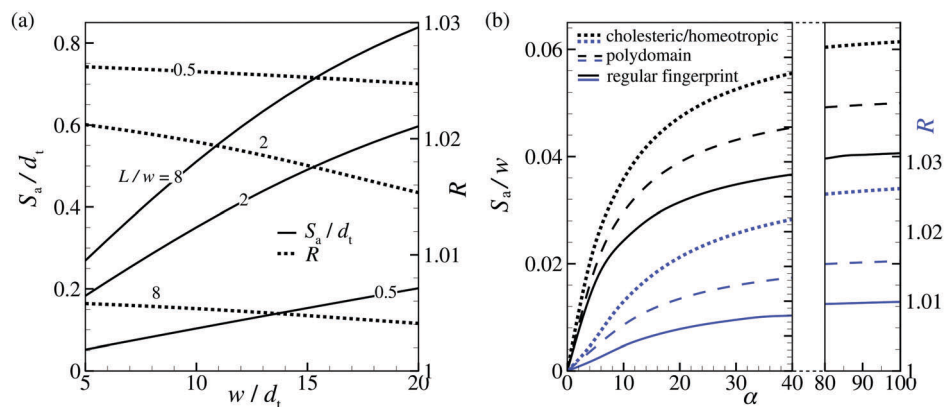 (a)
0.8
0.6
0.4
0.2
0
S_a / d_t
0.5
2
L/w = 8
2
S_a / d_t
R
8
0.5
5
10
15
20
w / d_t
1.03
1.02
1.01
1
R
(b)
0.06
0.04
0.02
0
S_a / w
cholesteric/homeotropic
polydomain
regular fingerprint
0
10
20
30
40
80
90
100
α
R
1.03
1.02
1.01
1